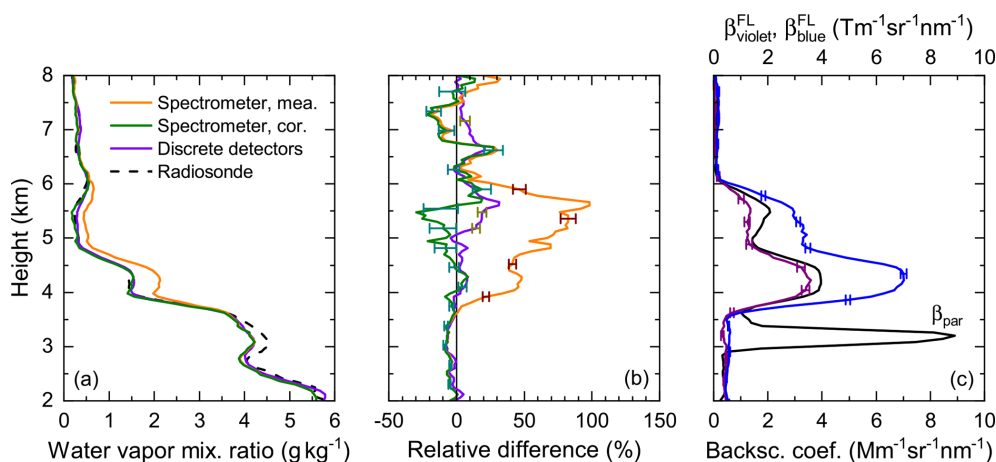 β^FL_violet, β^FL_blue (Tm⁻¹sr⁻¹nm⁻¹)
0 2 4 6 8 10
8
7
6
5
4
3
2
Height (km)
Spectrometer, mea.
Spectrometer, cor.
Discrete detectors
Radiosonde
(a)
0 1 2 3 4 5 6
Water vapor mix. ratio (g kg⁻¹)
(b)
-50 0 50 100 150
Relative difference (%)
β_par
(c)
0 2 4 6 8 10
Backsc. coef. (Mm⁻¹sr⁻¹nm⁻¹)